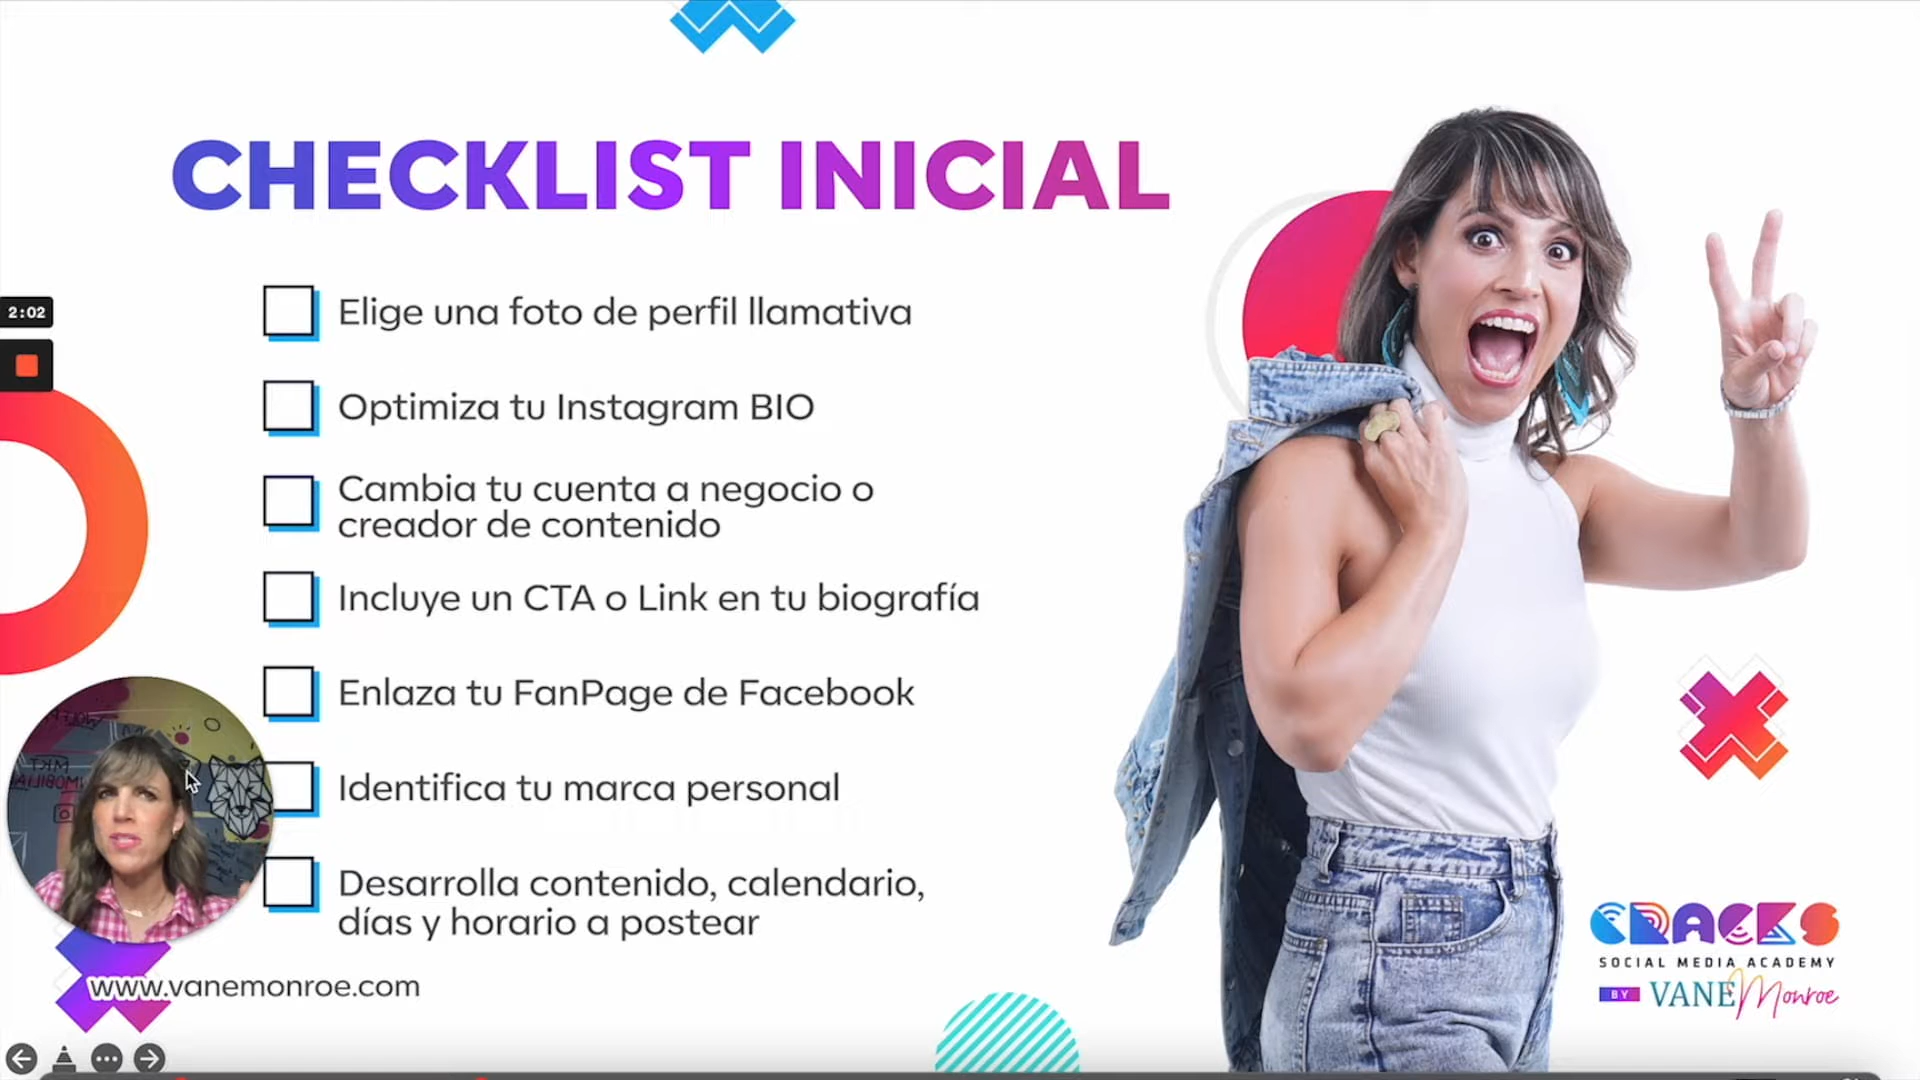 CHECKLIST INICIAL
Elige una foto de perfil llamativa
2:02
Optimiza tu Instagram BIO
Cambia tu cuenta a negocio o
creador de contenido
Incluye un CTA o Link en tu biografía
Enlaza tu FanPage de Facebook
Identifica tu marca personal
Desarrolla contenido, calendario,
días y horario a postear
www.vanemonroe.com
CRACKS
SOCIAL MEDIA ACADEMY
BY VANE Monroe